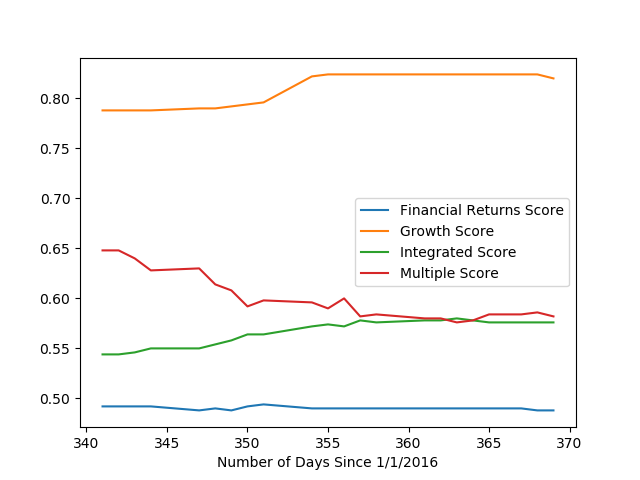 0.80
0.75
0.70
0.65
0.60
0.55
0.50
Financial Returns Score
Growth Score
Integrated Score
Multiple Score
340 345 350 355 360 365 370
Number of Days Since 1/1/2016